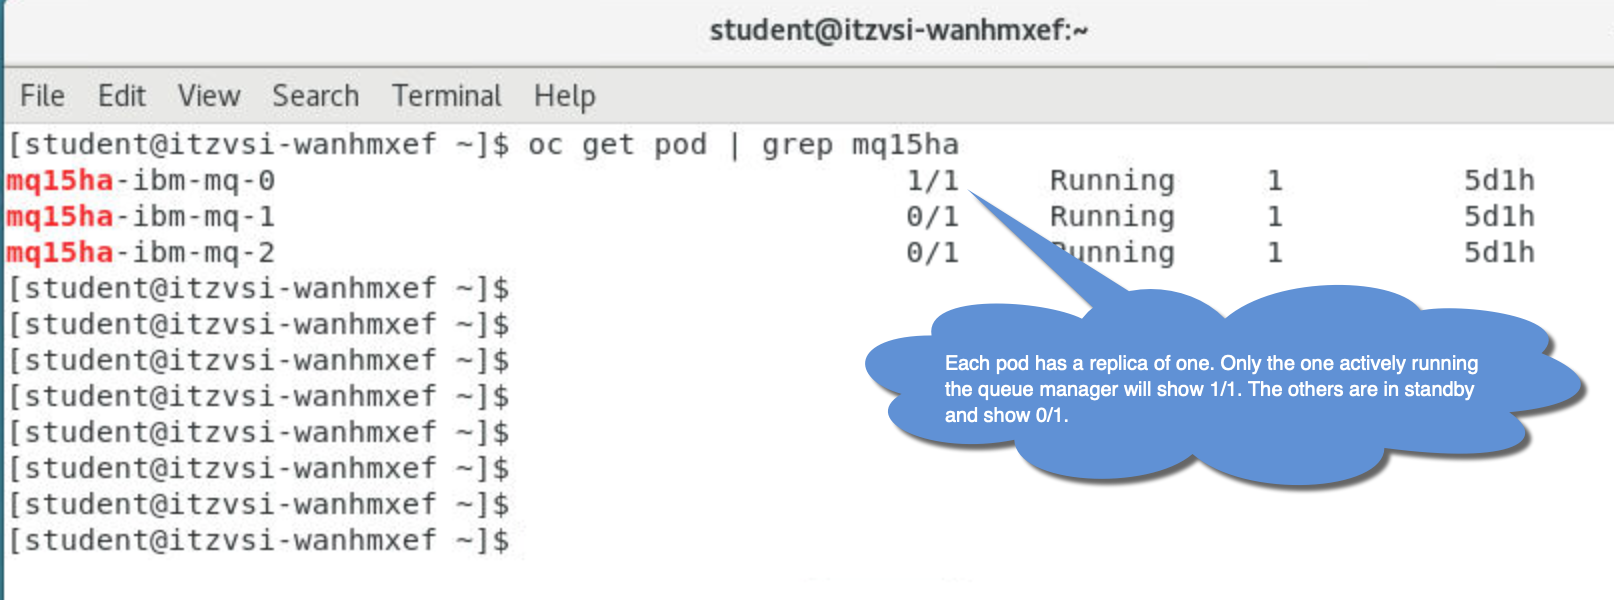 student@itzvsi-wanhmxef:~
File Edit View Search Terminal Help
[student@itzvsi-wanhmxef ~]$ oc get pod | grep mq15ha
mq15ha-ibm-mq-0 1/1 Running 1 5d1h
mq15ha-ibm-mq-1 0/1 Running 1 5d1h
mq15ha-ibm-mq-2 0/1 Running 1 5d1h
[student@itzvsi-wanhmxef ~]$
[student@itzvsi-wanhmxef ~]$
[student@itzvsi-wanhmxef ~]$
[student@itzvsi-wanhmxef ~]$
[student@itzvsi-wanhmxef ~]$
[student@itzvsi-wanhmxef ~]$
[student@itzvsi-wanhmxef ~]$
[student@itzvsi-wanhmxef ~]$
Each pod has a replica of one. Only the one actively running
the queue manager will show 1/1. The others are in standby
and show 0/1.